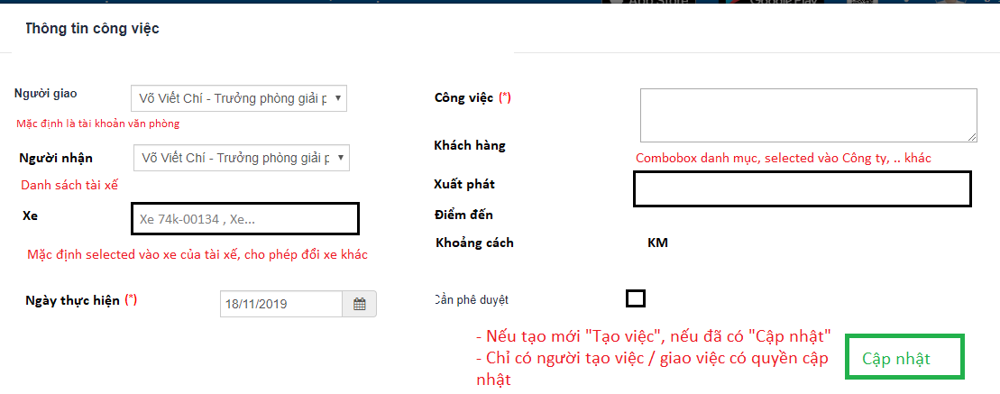 App Store
Google Play
Thông tin công việc
Người giao
Võ Viết Chí - Trưởng phòng giải p
Mặc định là tài khoản văn phòng
Người nhận
Võ Viết Chí - Trưởng phòng giải p
Danh sách tài xế
Xe
Xe 74k-00134 , Xe...
Mặc định selected vào xe của tài xế, cho phép đổi xe khác
Ngày thực hiện (*)
18/11/2019
Công việc (*)
Khách hàng
Combobox danh mục, selected vào Công ty, .. khác
Xuất phát
Điểm đến
Khoảng cách KM
Cần phê duyệt
- Nếu tạo mới "Tạo việc", nếu đã có "Cập nhật"
- Chỉ có người tạo việc / giao việc có quyền cập
nhật
Cập nhật